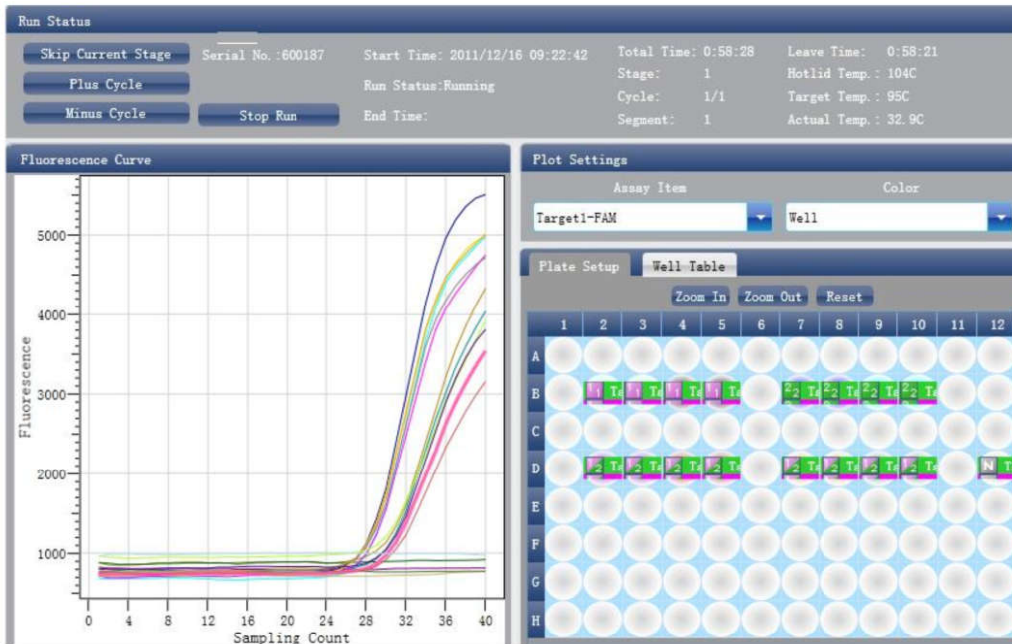 Run Status
Skip Current Stage
Plus Cycle
Minus Cycle
Serial No.:600187
Stop Run
Start Time: 2011/12/16 09:22:42
Run Status:Running
End Time:
Total Time: 0:58:28
Stage: 1
Cycle: 1/1
Segment: 1
Leave Time: 0:58:21
Hotlid Temp.: 104C
Target Temp.: 95C
Actual Temp.: 32.9C
Fluorescence Curve
Fluorescence
5000
4000
3000
2000
1000
0 4 8 12 16 20 24 28 32 36 40
Sampling Count
Plot Settings
Assay Item
Color
Target1-FAM
Well
Plate Setup
Well Table
Zoom In
Zoom Out
Reset
1 2 3 4 5 6 7 8 9 10 11 12
A
B
C
D
N
E
F
G
H